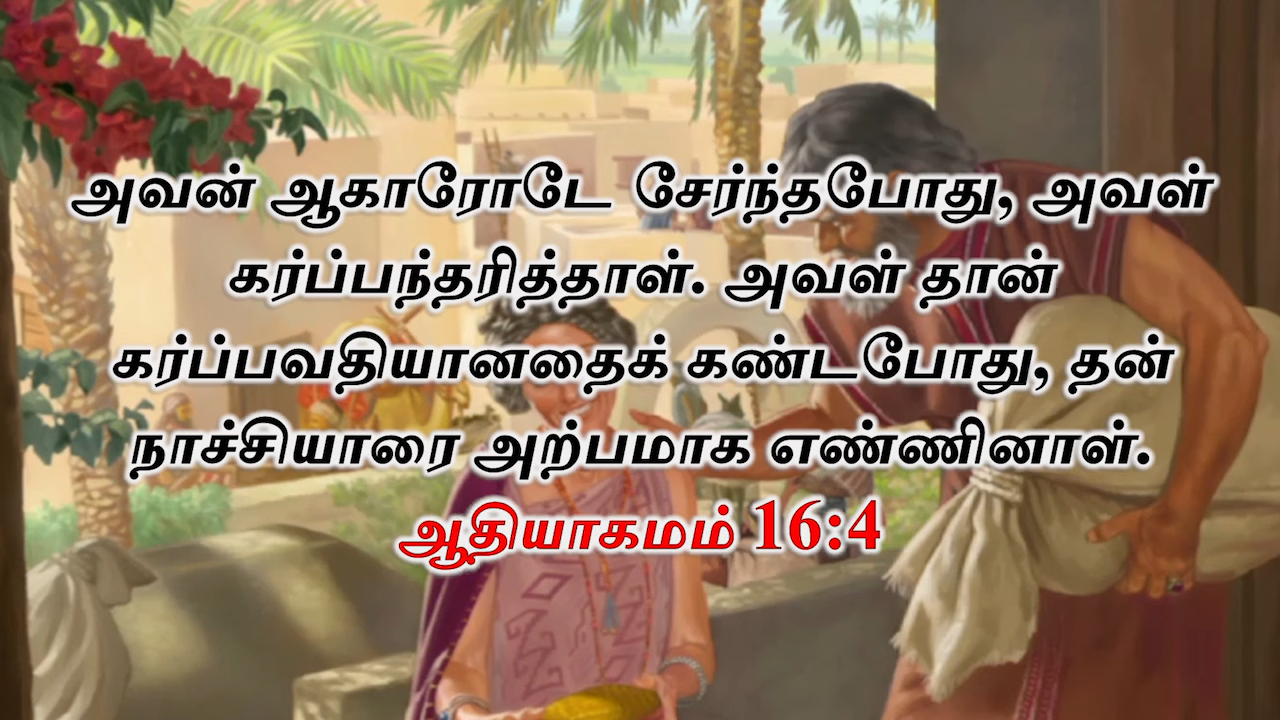 அவன் ஆகாரோடே சேர்ந்தபோது, அவள்
கர்ப்பந்தரித்தாள். அவள் தான்
கர்ப்பவதியானதைக் கண்டபோது, தன்
நாச்சியாரை அற்பமாக எண்ணினாள்.
ஆதியாகமம் 16:4